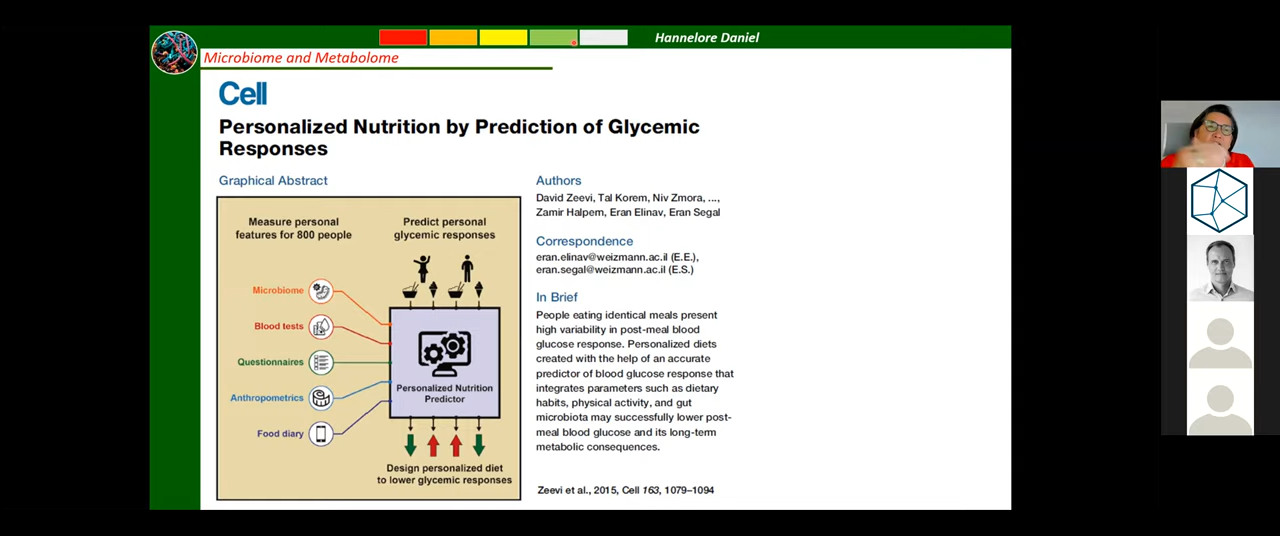 Hannelore Daniel
Microbiome and Metabolome
Cell
Personalized Nutrition by Prediction of Glycemic
Responses
Graphical Abstract
Measure personal
features for 800 people
Predict personal
glycemic responses
Microbiome
Blood tests
Questionnaires
Anthropometrics
Food diary
Personalized Nutrition
Predictor
Design personalized diet
to lower glycemic responses
Authors
David Zeevi, Tal Korem, Niv Zmora, ...,
Zamir Halpern, Eran Elinav, Eran Segal
Correspondence
eran.elinav@weizmann.ac.il (E.E.),
eran.segal@weizmann.ac.il (E.S.)
In Brief
People eating identical meals present
high variability in post-meal blood
glucose response. Personalized diets
created with the help of an accurate
predictor of blood glucose response that
integrates parameters such as dietary
habits, physical activity, and gut
microbiota may successfully lower post-
meal blood glucose and its long-term
metabolic consequences.
Zeevi et al., 2015, Cell 163, 1079–1094